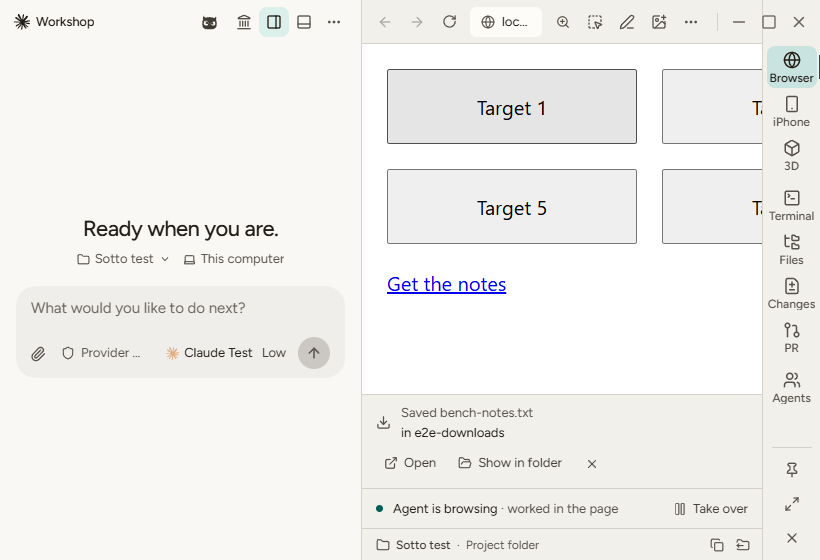 Workshop
loc...
Target 1
Target 5
Get the notes
Ready when you are.
Sotto test
This computer
What would you like to do next?
Provider ...
Claude Test
Low
Saved bench-notes.txt
in e2e-downloads
Open
Show in folder
Agent is browsing · worked in the page
Take over
Sotto test · Project folder
Browser
iPhone
3D
Terminal
Files
Changes
PR
Agents